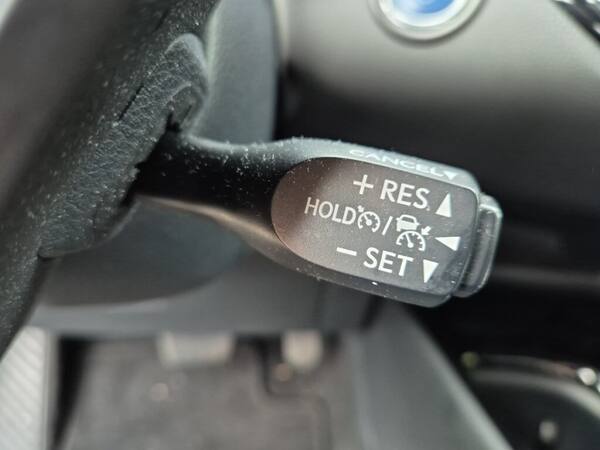 CANCEL
+ RES
HOLD /
− SET